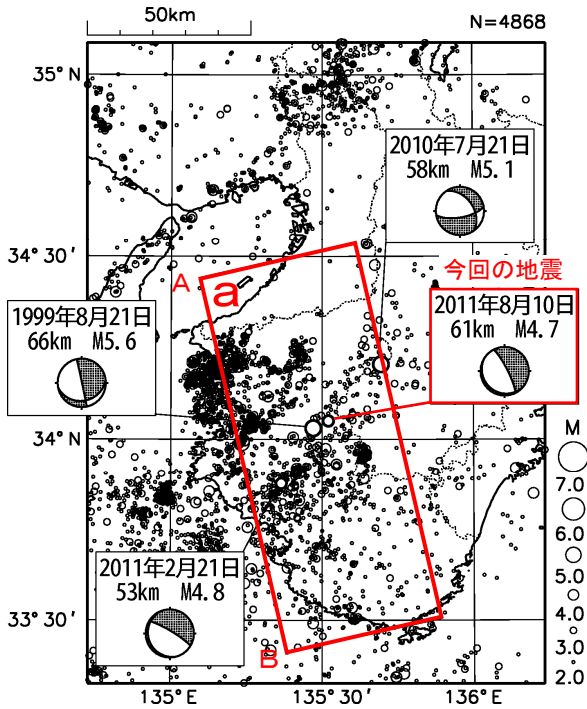 50km
N=4868
35° N
2010年7月21日
58km M5.1
34° 30′
A
a
今回の地震
1999年8月21日
66km M5.6
2011年8月10日
61km M4.7
34° N
M
7.0
6.0
5.0
4.0
3.0
2.0
2011年2月21日
53km M4.8
33° 30′
B
135° E
135° 30′
136° E